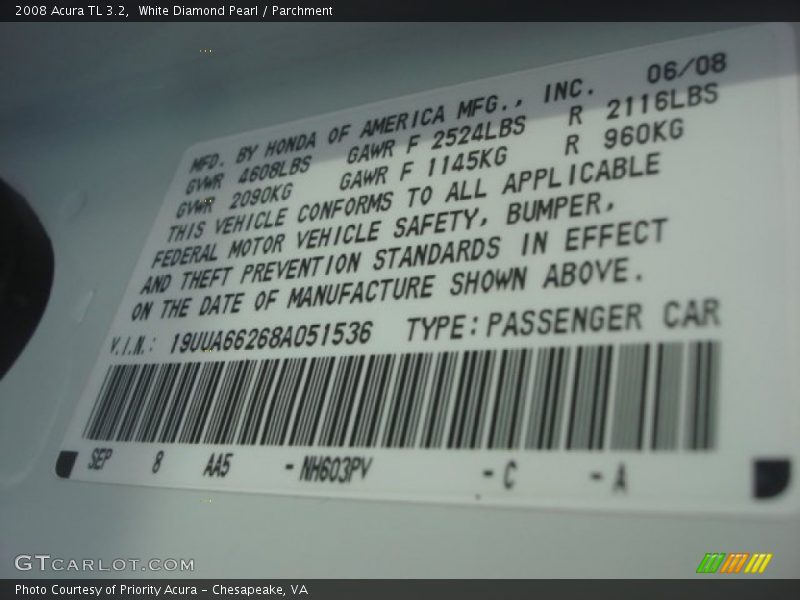 2008 Acura TL 3.2,  White Diamond Pearl / Parchment
06/08
MFD. BY HONDA OF AMERICA MFG., INC.
GVWR 4608LBS GAWR F 2524LBS R 2116LBS
GVWR 2090KG GAWR F 1145KG R 960KG
THIS VEHICLE CONFORMS TO ALL APPLICABLE
FEDERAL MOTOR VEHICLE SAFETY, BUMPER,
AND THEFT PREVENTION STANDARDS IN EFFECT
ON THE DATE OF MANUFACTURE SHOWN ABOVE.
V.I.N.: 19UUA66268A051536 TYPE:PASSENGER CAR
SEP 8 AA5 -NH603PV -C -A
GTCARLOT.COM
Photo Courtesy of Priority Acura – Chesapeake, VA